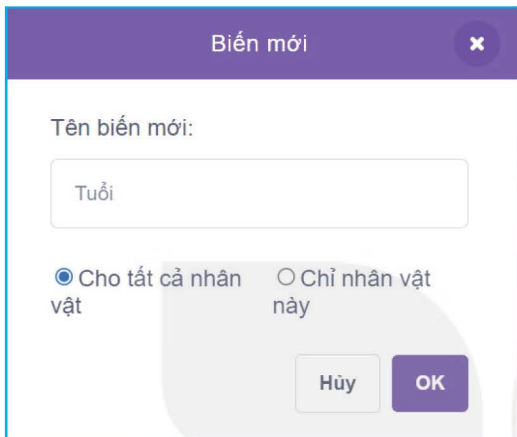 Biến mới
Tên biến mới:
Tuổi
Cho tất cả nhân Chỉ nhân vật
vật này
Hủy OK